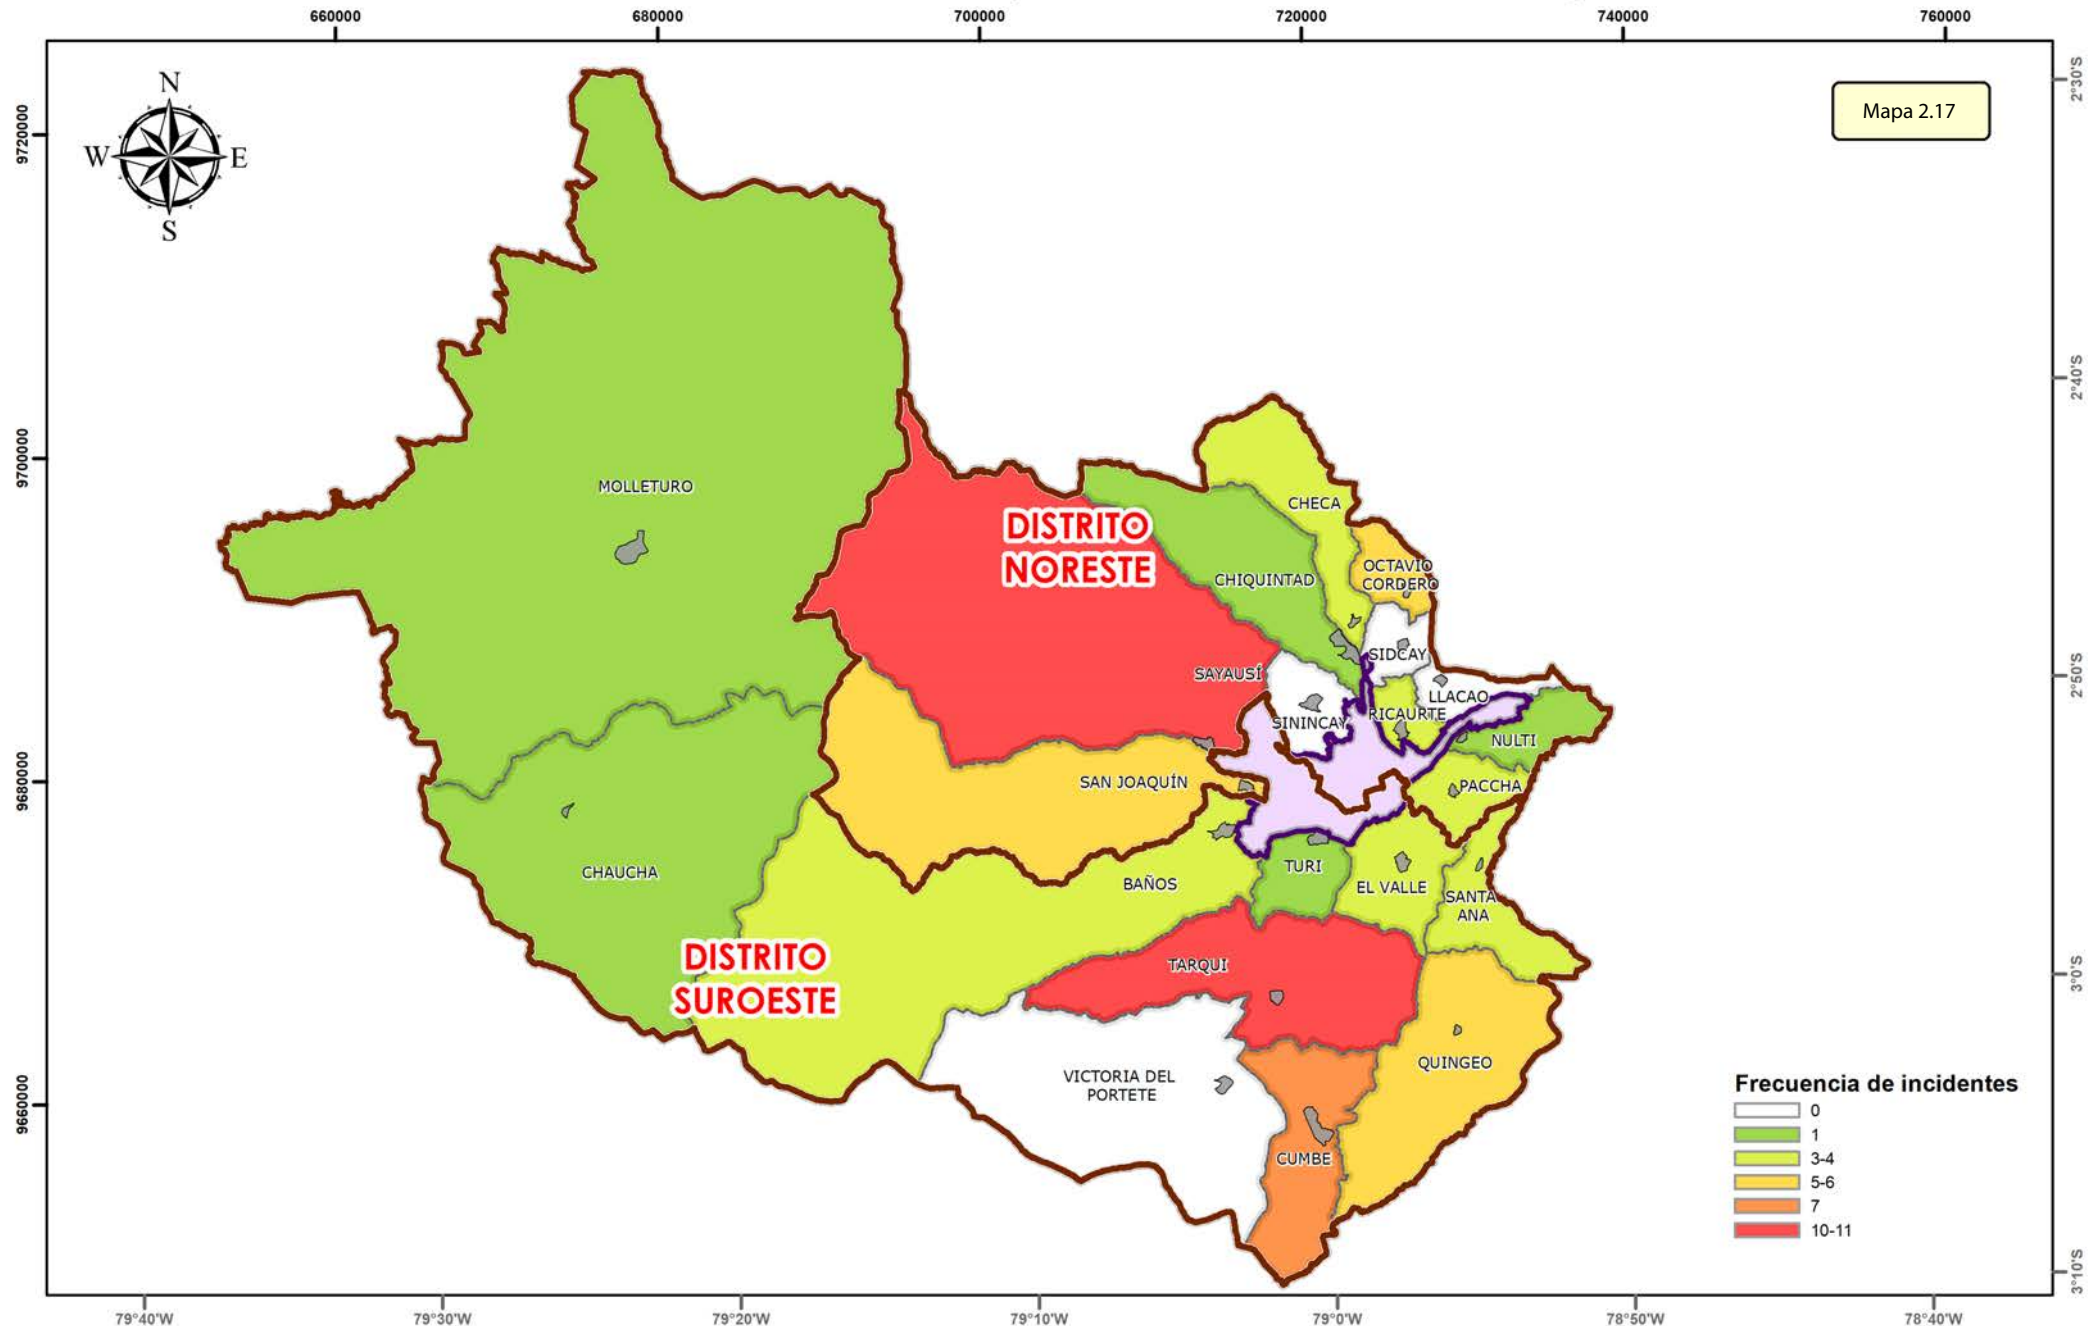 660000
680000
700000
720000
740000
760000
Mapa 2.17
N
W
E
S
9720000
9700000
9680000
9660000
2°30'S
2°40'S
2°50'S
3°0'S
3°10'S
MOLLETURO
DISTRITO
NORESTE
CHECA
CHIQUINTAD
OCTAVIO
CORDERO
SIDCAY
SAYAUSÍ
LLACAO
SININCAY
RICAURTE
NULTI
SAN JOAQUÍN
PACCHA
CHAUCHA
BAÑOS
TURI
EL VALLE
SANTA
ANA
DISTRITO
SUROESTE
TARQUI
QUINGEO
VICTORIA DEL
PORTETE
CUMBE
Frecuencia de incidentes
0
1
3-4
5-6
7
10-11
79°40'W
79°30'W
79°20'W
79°10'W
79°0'W
78°50'W
78°40'W